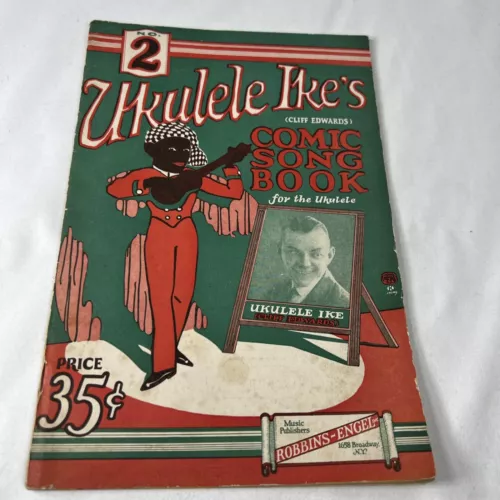 NO.
2
Ukulele Ike's
(CLIFF EDWARDS)
COMIC
SONG
BOOK
for the Ukulele
UKULELE IKE
CLIFF EDWARDS
PRICE
35¢
Music
Publishers
ROBBINS-ENGEL INC
1658 Broadway
N.Y.C.